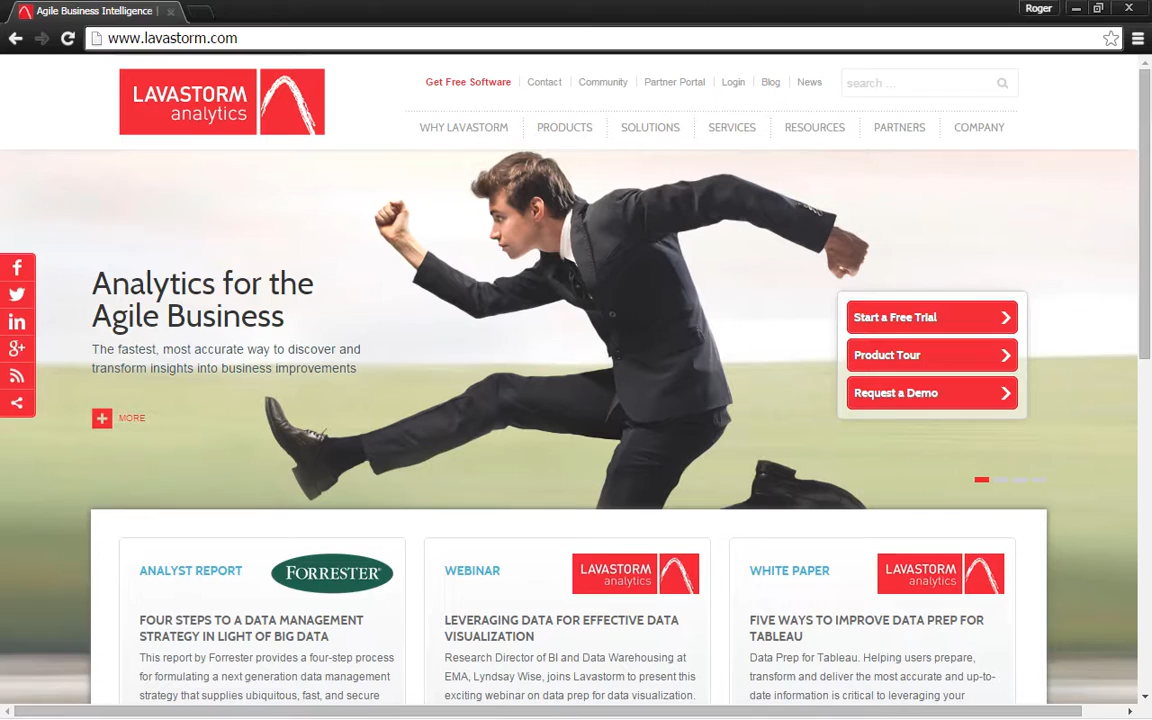 Agile Business Intelligence
Roger
www.lavastorm.com
LAVASTORM
analytics
Get Free Software
Contact
Community
Partner Portal
Login
Blog
News
search ...
WHY LAVASTORM
PRODUCTS
SOLUTIONS
SERVICES
RESOURCES
PARTNERS
COMPANY
Analytics for the
Agile Business
The fastest, most accurate way to discover and
transform insights into business improvements
MORE
Start a Free Trial
Product Tour
Request a Demo
ANALYST REPORT
FORRESTER®
FOUR STEPS TO A DATA MANAGEMENT
STRATEGY IN LIGHT OF BIG DATA
This report by Forrester provides a four-step process
for formulating a next generation data management
strategy that supplies ubiquitous, fast, and secure
WEBINAR
LAVASTORM
analytics
LEVERAGING DATA FOR EFFECTIVE DATA
VISUALIZATION
Research Director of BI and Data Warehousing at
EMA, Lyndsay Wise, joins Lavastorm to present this
exciting webinar on data prep for data visualization.
WHITE PAPER
LAVASTORM
analytics
FIVE WAYS TO IMPROVE DATA PREP FOR
TABLEAU
Data Prep for Tableau. Helping users prepare,
transform and deliver the most accurate and up-to-
date information is critical to leveraging your